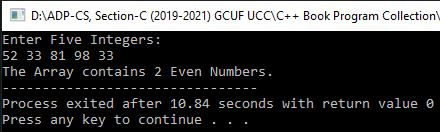 D:\ADP-CS, Section-C (2019-2021) GCUF UCC\C++ Book Program Collection\
Enter Five Integers:
52 33 81 98 33
The Array contains 2 Even Numbers.
--------------------------------
Process exited after 10.84 seconds with return value 0
Press any key to continue . . .